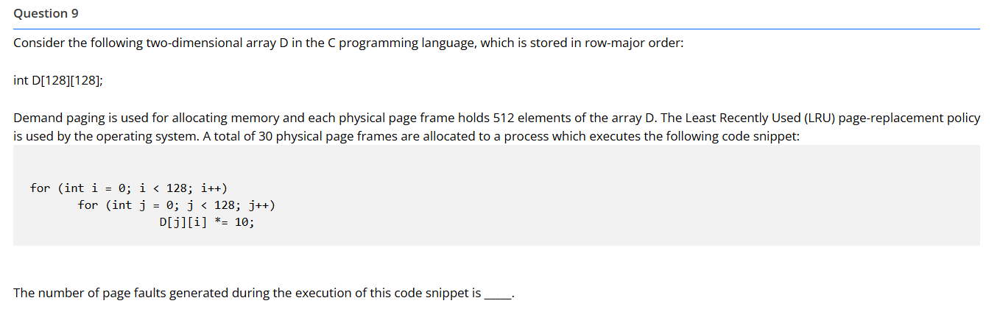 Question 9
Consider the following two-dimensional array D in the C programming language, which is stored in row-major order:
int D[128][128];
Demand paging is used for allocating memory and each physical page frame holds 512 elements of the array D. The Least Recently Used (LRU) page-replacement policy
is used by the operating system. A total of 30 physical page frames are allocated to a process which executes the following code snippet:
for (int i = 0; i < 128; i++)
for (int j = 0; j < 128; j++)
D[j][i] *= 10;
The number of page faults generated during the execution of this code snippet is _____.